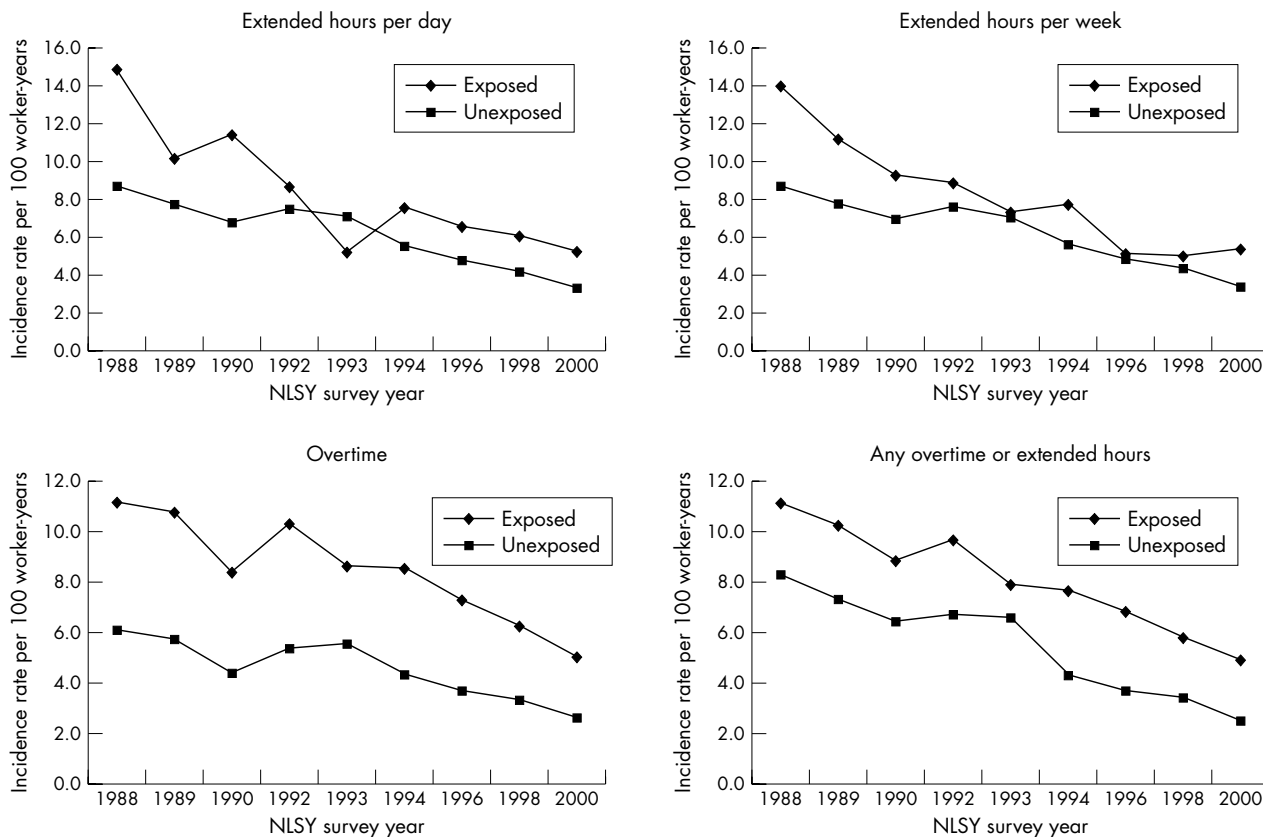 Extended hours per day
Incidence rate per 100 worker-years
16.0
14.0
12.0
10.0
8.0
6.0
4.0
2.0
0.0
Exposed
Unexposed
1988 1989 1990 1992 1993 1994 1996 1998 2000
NLSY survey year
Extended hours per week
Incidence rate per 100 worker-years
16.0
14.0
12.0
10.0
8.0
6.0
4.0
2.0
0.0
Exposed
Unexposed
1988 1989 1990 1992 1993 1994 1996 1998 2000
NLSY survey year
Overtime
Incidence rate per 100 worker-years
12.0
10.0
8.0
6.0
4.0
2.0
0.0
Exposed
Unexposed
1988 1989 1990 1992 1993 1994 1996 1998 2000
NLSY survey year
Any overtime or extended hours
Incidence rate per 100 worker-years
12.0
10.0
8.0
6.0
4.0
2.0
0.0
Exposed
Unexposed
1988 1989 1990 1992 1993 1994 1996 1998 2000
NLSY survey year